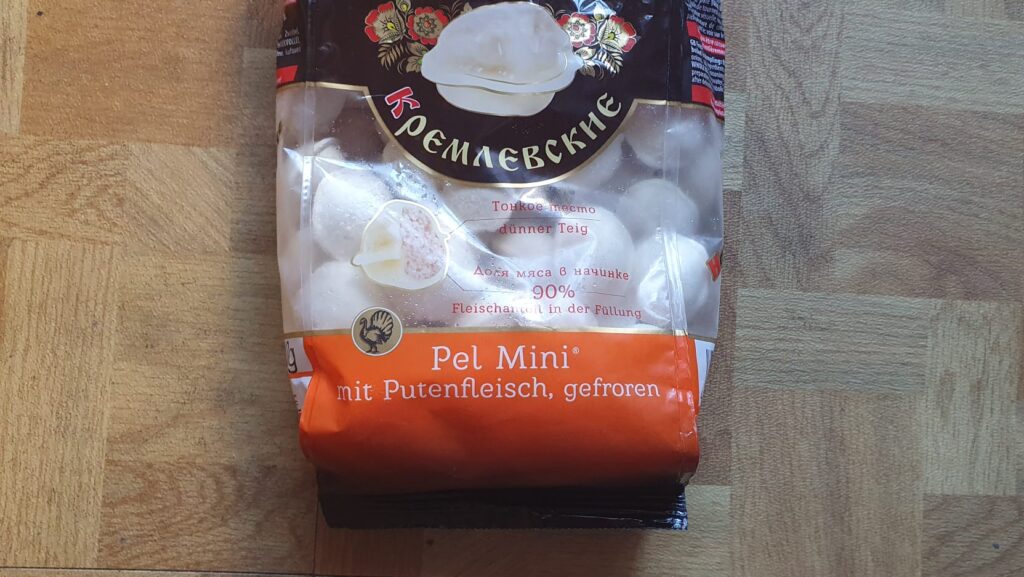 Кремлевские
Тонкое тесто
dünner Teig
Доля мяса в начинке
90%
Fleischanteil in der Füllung
Pel Mini®
mit Putenfleisch, gefroren